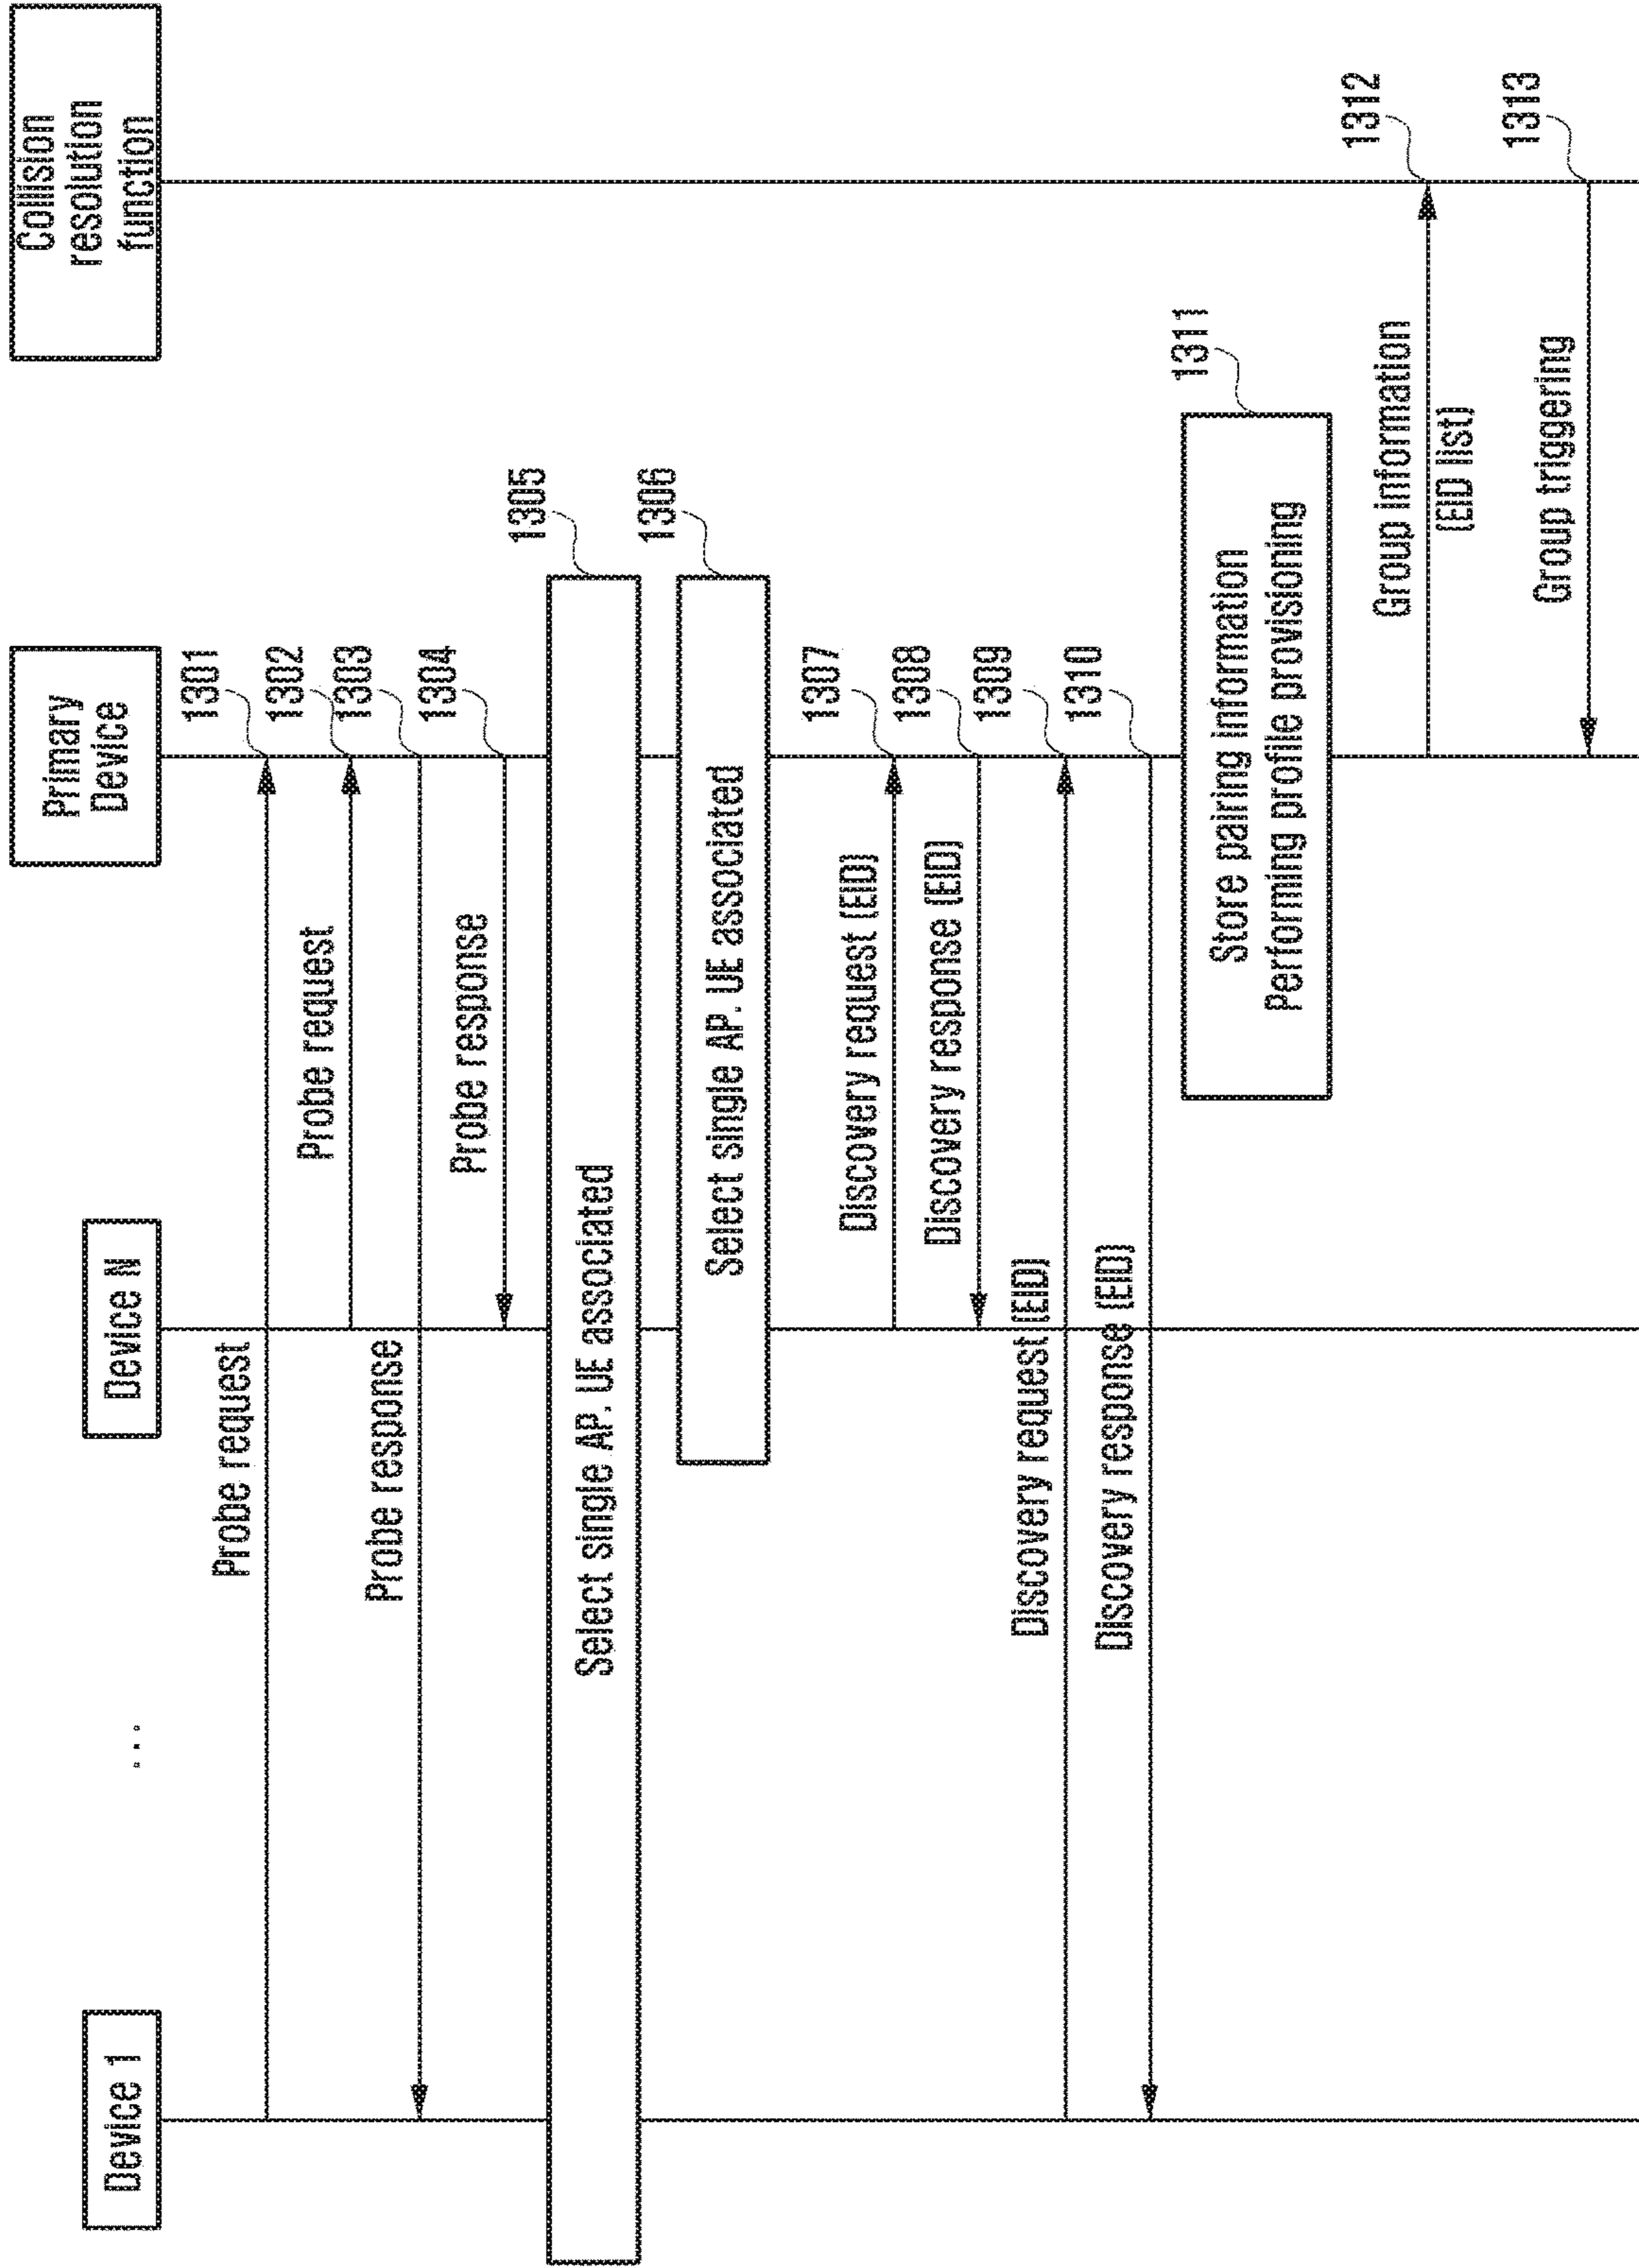 Device 1
...
Device N
Primary
Device
Collision
resolution
function
Probe request
1301
Probe request
1302
Probe response
1303
Probe response
1304
Select single AP. UE associated
1305
Select single AP. UE associated
1306
Discovery request (EID)
1307
Discovery response (EID)
1308
Discovery request (EID)
1309
Discovery response (EID)
1310
Store pairing information
Performing profile provisioning
1311
Group information
(EID list)
1312
Group triggering
1313